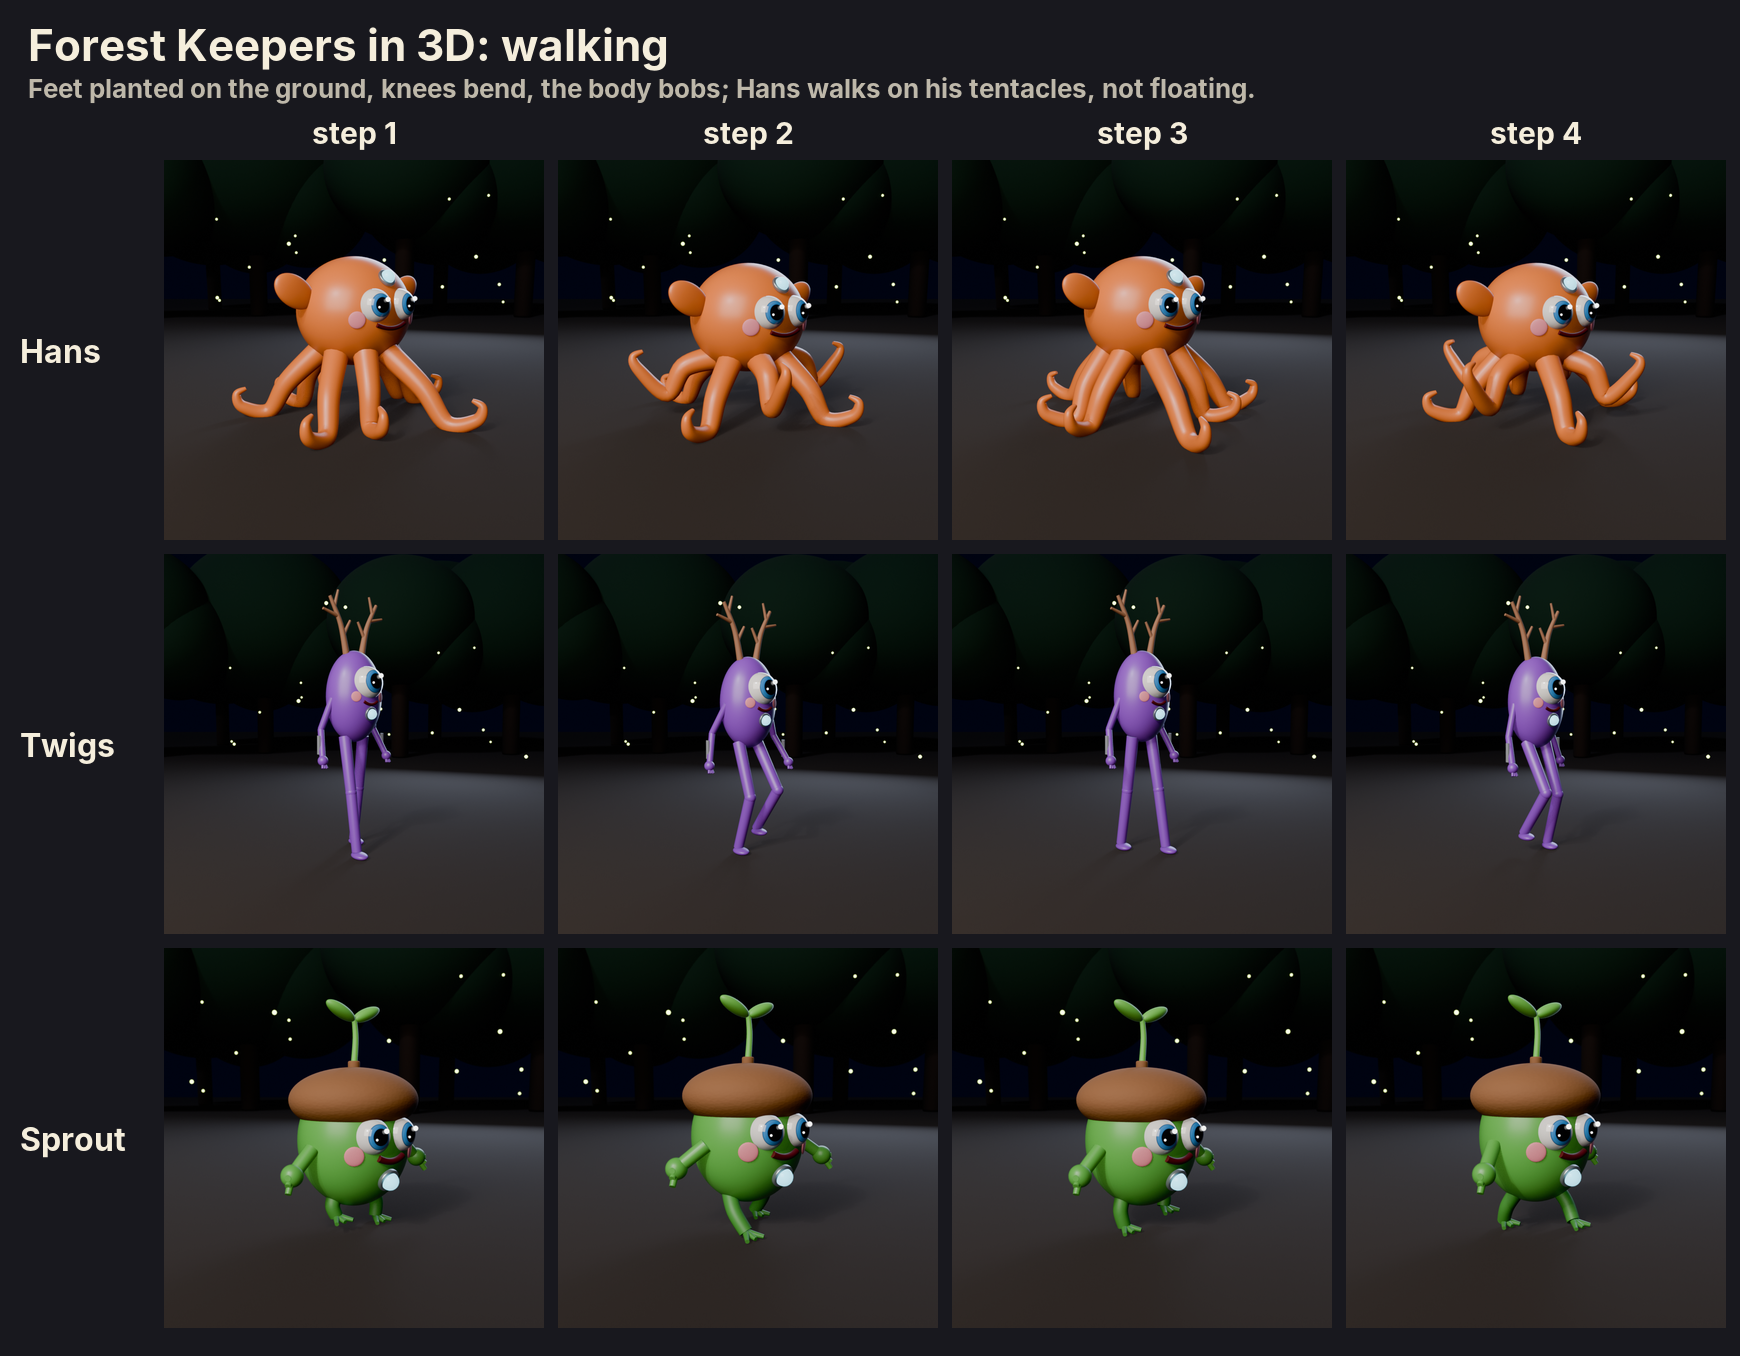 Forest Keepers in 3D: walking
Feet planted on the ground, knees bend, the body bobs; Hans walks on his tentacles, not floating.
step 1 step 2 step 3 step 4
Hans
Twigs
Sprout